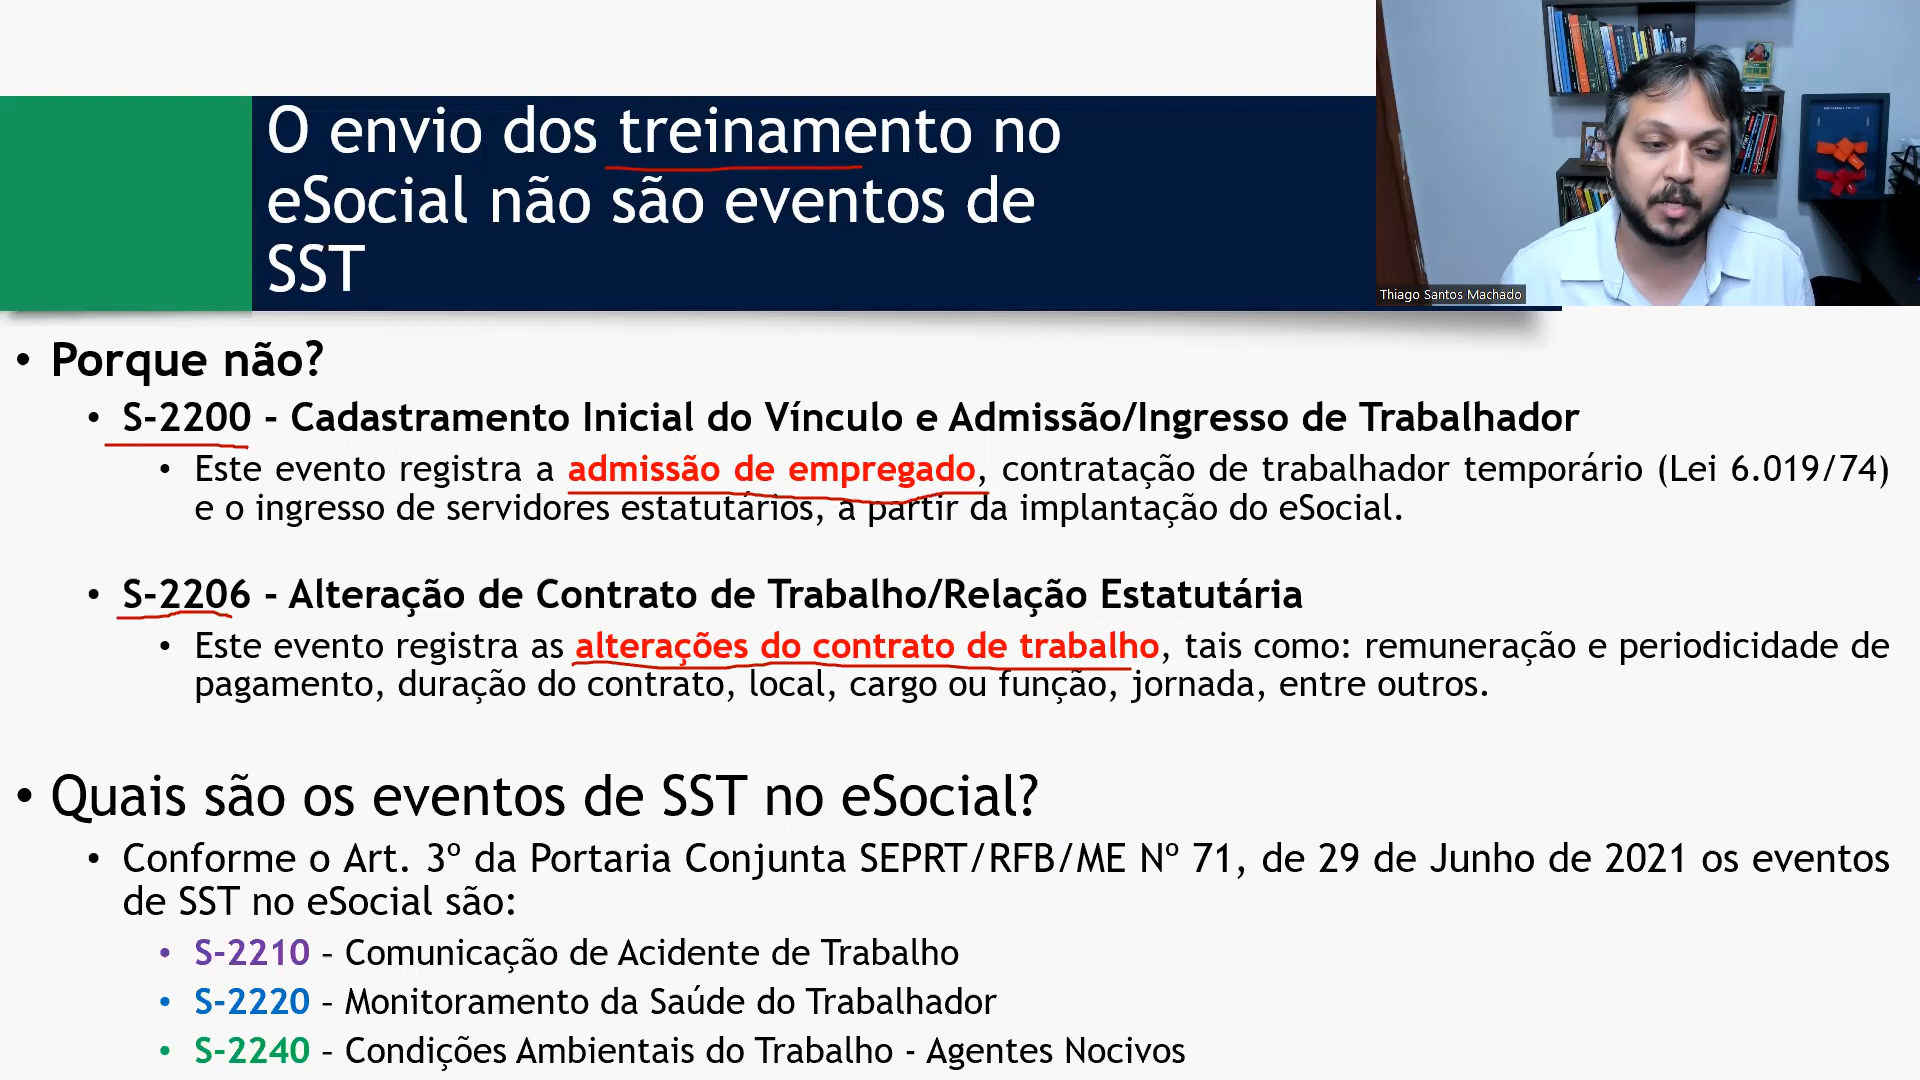 O envio dos treinamento no
eSocial não são eventos de
SST
Thiago Santos Machado
• Porque não?
• S-2200 - Cadastramento Inicial do Vínculo e Admissão/Ingresso de Trabalhador
• Este evento registra a admissão de empregado, contratação de trabalhador temporário (Lei 6.019/74)
e o ingresso de servidores estatutários, a partir da implantação do eSocial.
• S-2206 - Alteração de Contrato de Trabalho/Relação Estatutária
• Este evento registra as alterações do contrato de trabalho, tais como: remuneração e periodicidade de
pagamento, duração do contrato, local, cargo ou função, jornada, entre outros.
• Quais são os eventos de SST no eSocial?
• Conforme o Art. 3º da Portaria Conjunta SEPRT/RFB/ME Nº 71, de 29 de Junho de 2021 os eventos
de SST no eSocial são:
• S-2210 – Comunicação de Acidente de Trabalho
• S-2220 – Monitoramento da Saúde do Trabalhador
• S-2240 – Condições Ambientais do Trabalho - Agentes Nocivos